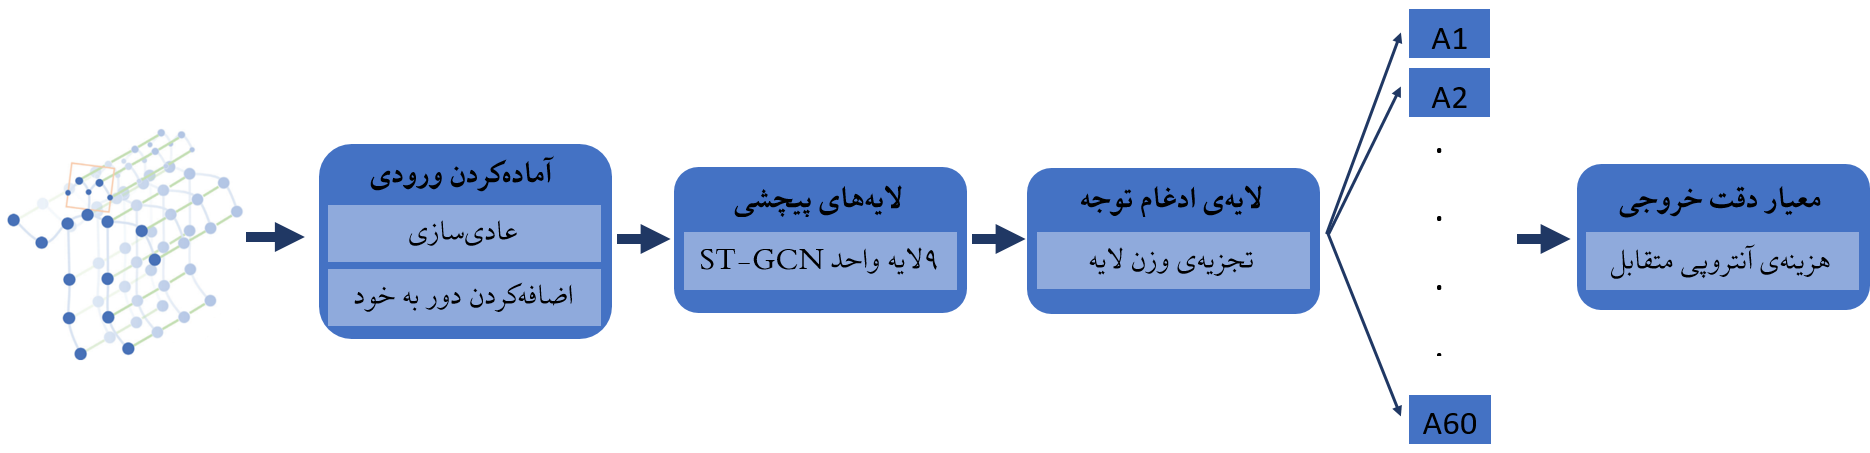 آماده‌کردن ورودی
عادی‌سازی
اضافه‌کردن دور به خود
لایه‌های پیچشی
۹لایه واحد ST-GCN
لایه‌ی ادغام توجه
تجزیه‌ی وزن لایه
A1
A2
A60
معیار دقت خروجی
هزینه‌ی آنتروپی متقابل